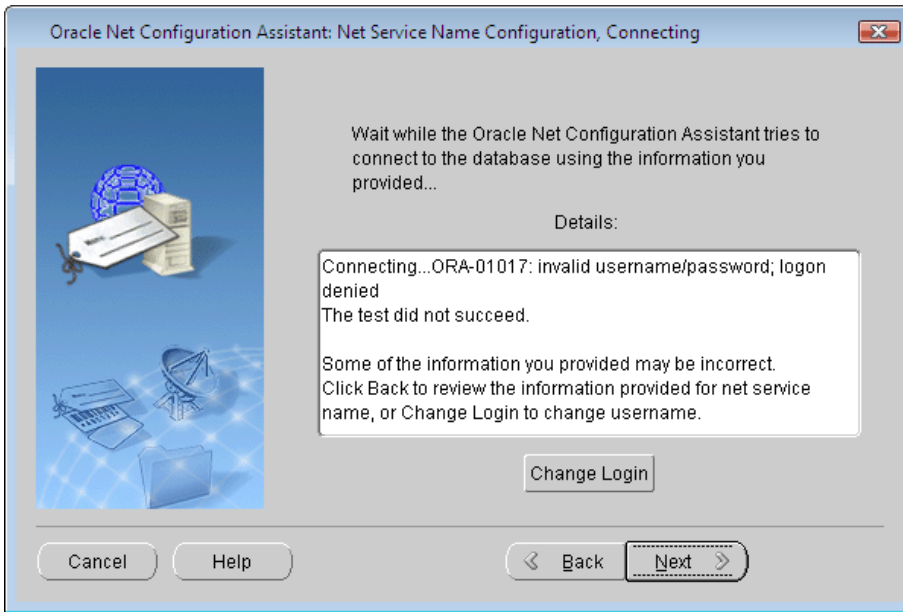 Oracle Net Configuration Assistant: Net Service Name Configuration, Connecting
Wait while the Oracle Net Configuration Assistant tries to
connect to the database using the information you
provided...
Details:
Connecting...ORA-01017: invalid username/password; logon
denied
The test did not succeed.
Some of the information you provided may be incorrect.
Click Back to review the information provided for net service
name, or Change Login to change username.
Change Login
Cancel
Help
Back
Next